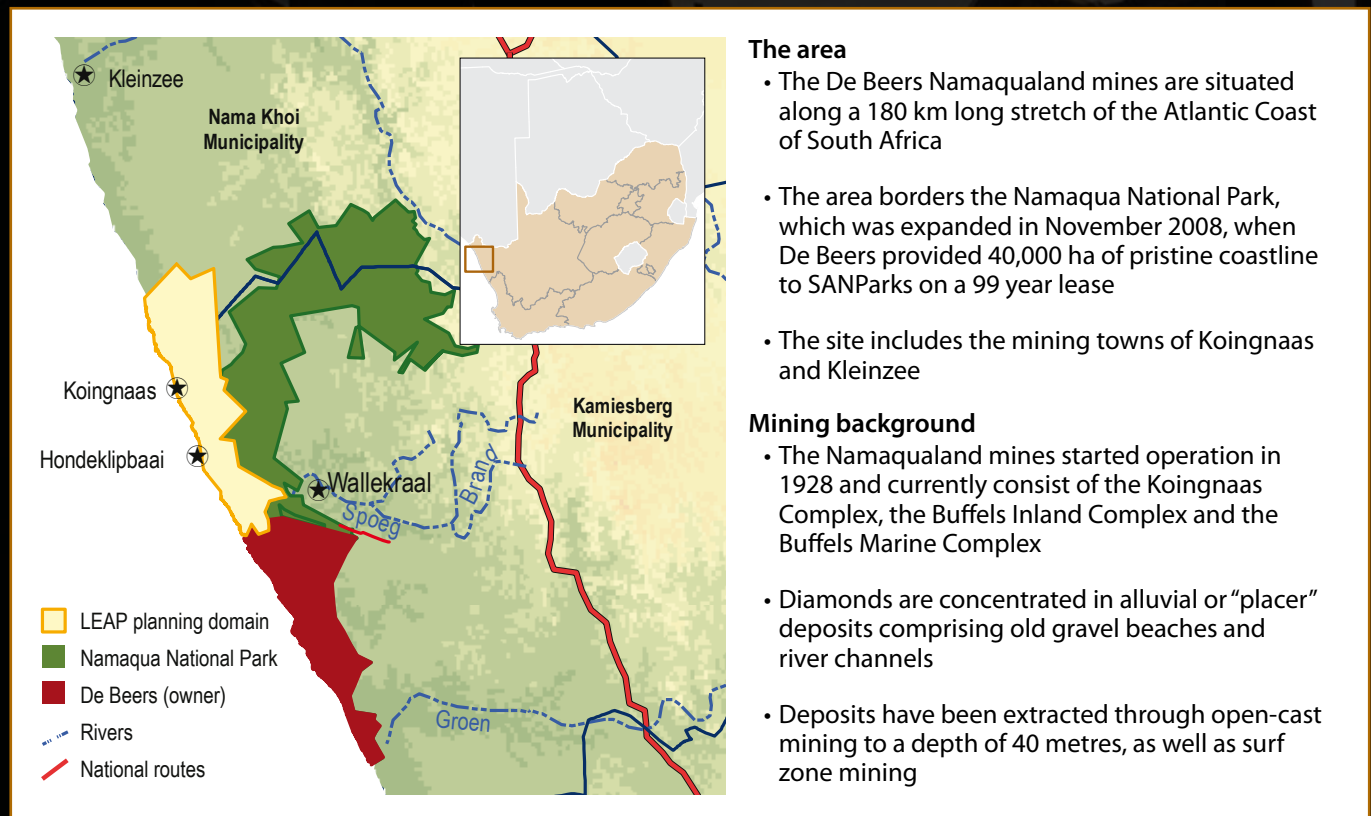 Kleinzee
Nama Khoi
Municipality
Koingnaas
Hondeklipbaai
Wallekraal
Spoeg
Brand
Kamiesberg
Municipality
Groen
LEAP planning domain
Namaqua National Park
De Beers (owner)
Rivers
National routes
The area
• The De Beers Namaqualand mines are situated
along a 180 km long stretch of the Atlantic Coast
of South Africa
• The area borders the Namaqua National Park,
which was expanded in November 2008, when
De Beers provided 40,000 ha of pristine coastline
to SANParks on a 99 year lease
• The site includes the mining towns of Koingnaas
and Kleinzee
Mining background
• The Namaqualand mines started operation in
1928 and currently consist of the Koingnaas
Complex, the Buffels Inland Complex and the
Buffels Marine Complex
• Diamonds are concentrated in alluvial or “placer”
deposits comprising old gravel beaches and
river channels
• Deposits have been extracted through open-cast
mining to a depth of 40 metres, as well as surf
zone mining